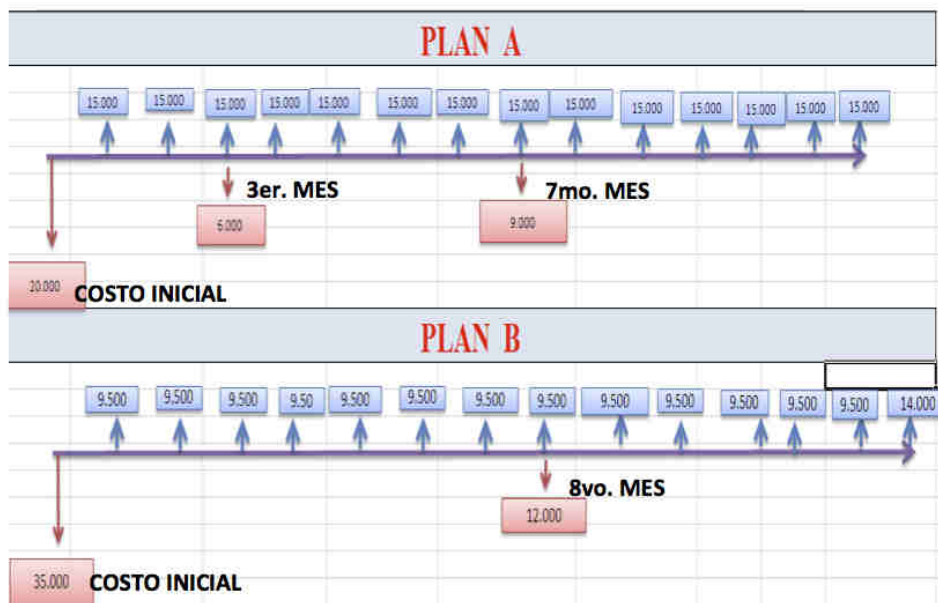 PLAN A
15.000 15.000 15.000 15.000 15.000 15.000 15.000 15.000 15.000 15.000 15.000 15.000 15.000 15.000
3er. MES 7mo. MES
6.000 9.000
20.000 COSTO INICIAL
PLAN B
9.500 9.500 9.500 9.50 9.500 9.500 9.500 9.500 9.500 9.500 9.500 9.500 9.500 14.000
8vo. MES
12.000
35.000 COSTO INICIAL